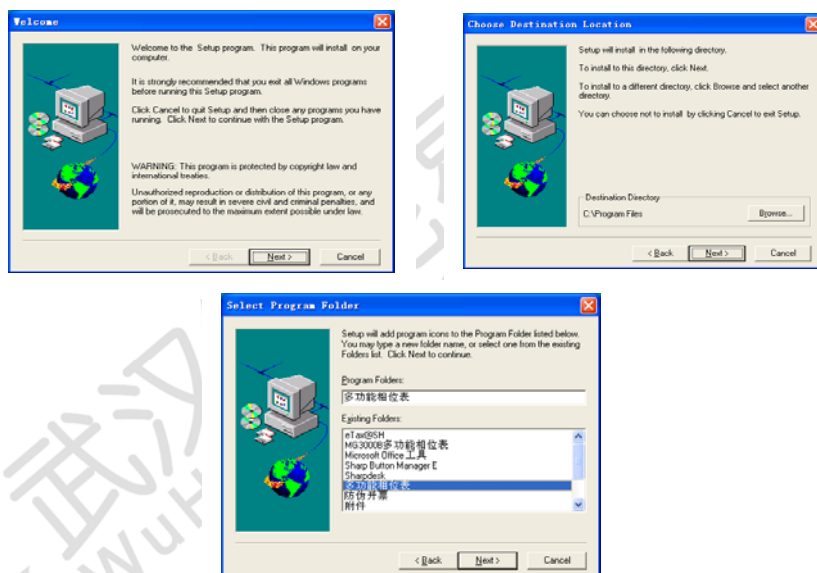 Welcome
Welcome to the Setup program. This program will install on your
computer.
It is strongly recommended that you exit all Windows programs
before running this Setup program.
Click Cancel to quit Setup and then close any programs you have
running. Click Next to continue with the Setup program.
WARNING: This program is protected by copyright law and
international treaties.
Unauthorized reproduction or distribution of this program, or any
portion of it, may result in severe civil and criminal penalties, and
will be prosecuted to the maximum extent possible under law.
< Back
Next >
Cancel
Choose Destination Location
Setup will install in the following directory.
To install to this directory, click Next.
To install to a different directory, click Browse and select another
directory.
You can choose not to install by clicking Cancel to exit Setup.
Destination Directory
C:\Program Files
Browse...
< Back
Next >
Cancel
Select Program Folder
Setup will add program icons to the Program Folder listed below.
You may type a new folder name, or select one from the existing
Folders list. Click Next to continue.
Program Folders:
多功能相位表
Existing Folders:
eTax@SH
MG3000B多功能相位表
Microsoft Office 工具
Sharp Button Manager E
Sharpdesk
多功能相位表
防伪开票
附件
< Back
Next >
Cancel
武汉
WuH